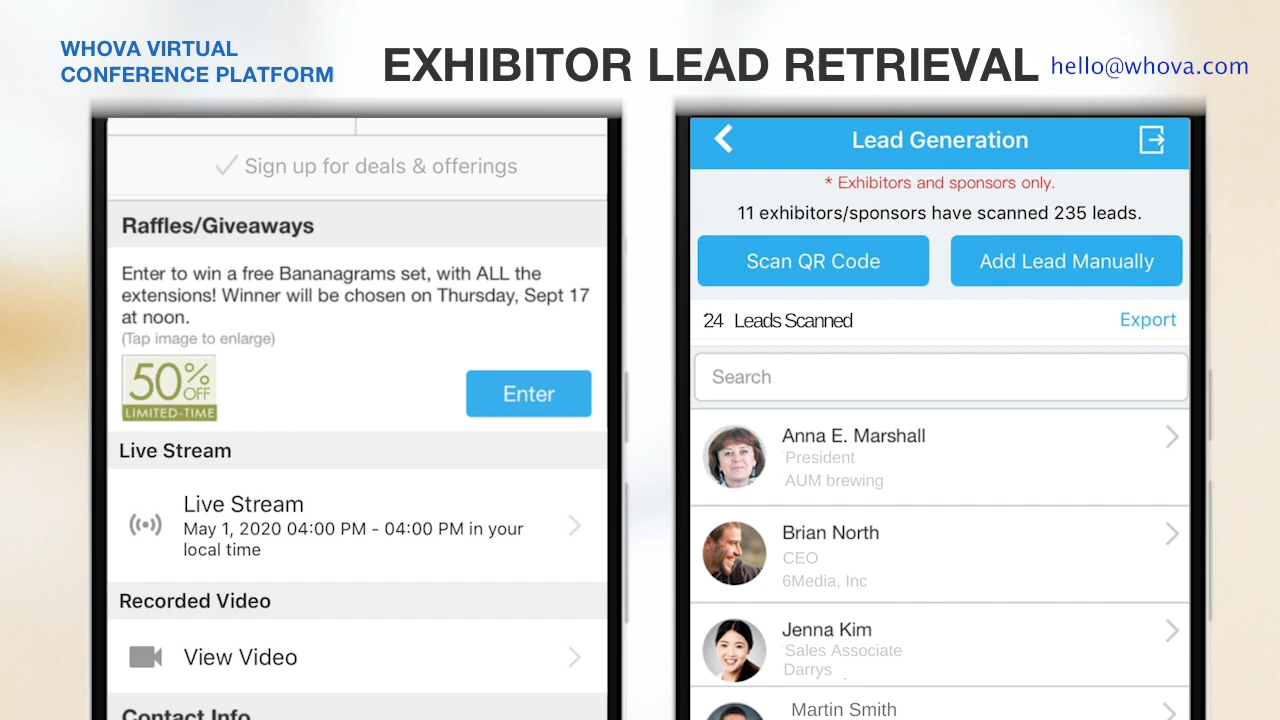 WHOVA VIRTUAL
CONFERENCE PLATFORM
EXHIBITOR LEAD RETRIEVAL
hello@whova.com
Sign up for deals & offerings
Raffles/Giveaways
Enter to win a free Bananagrams set, with ALL the
extensions! Winner will be chosen on Thursday, Sept 17
at noon.
(Tap image to enlarge)
50% OFF
LIMITED-TIME
Enter
Live Stream
Live Stream
May 1, 2020 04:00 PM - 04:00 PM in your
local time
Recorded Video
View Video
Contact Info
Lead Generation
* Exhibitors and sponsors only.
11 exhibitors/sponsors have scanned 235 leads.
Scan QR Code
Add Lead Manually
24 Leads Scanned
Export
Search
Anna E. Marshall
President
AUM brewing
Brian North
CEO
6Media, Inc
Jenna Kim
Sales Associate
Darrys
Martin Smith